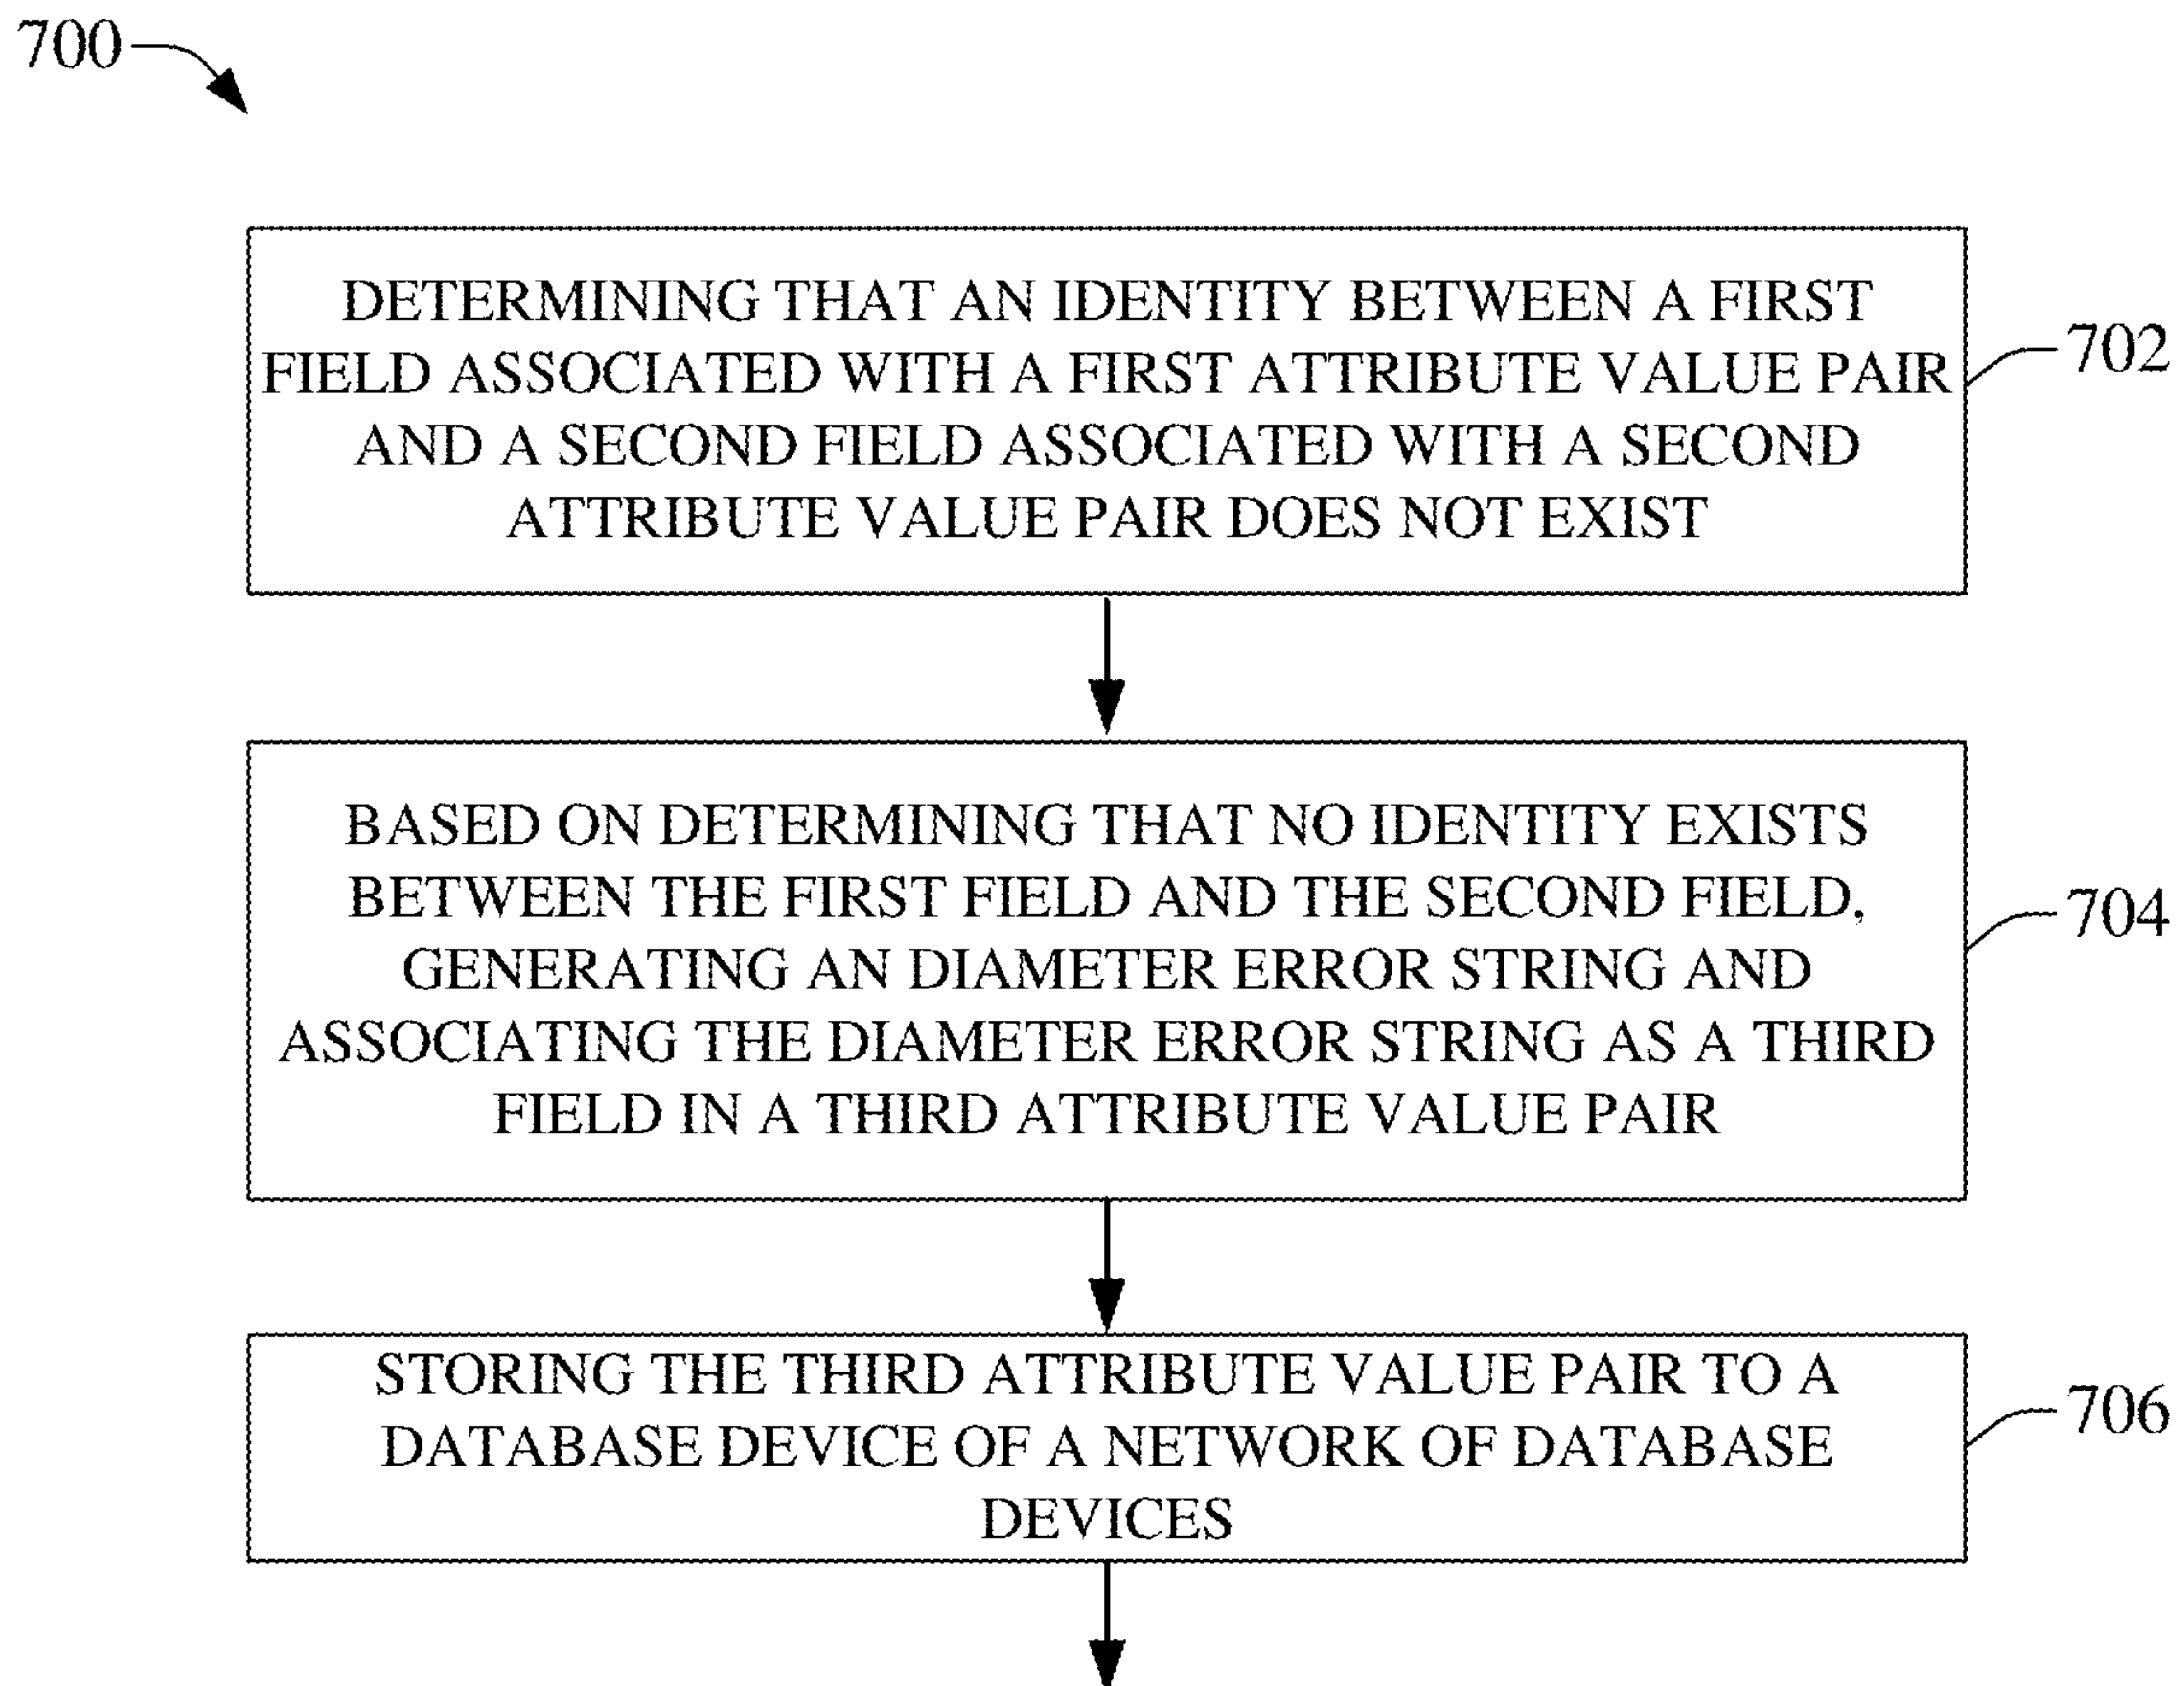 700
DETERMINING THAT AN IDENTITY BETWEEN A FIRST
FIELD ASSOCIATED WITH A FIRST ATTRIBUTE VALUE PAIR
AND A SECOND FIELD ASSOCIATED WITH A SECOND
ATTRIBUTE VALUE PAIR DOES NOT EXIST
702
BASED ON DETERMINING THAT NO IDENTITY EXISTS
BETWEEN THE FIRST FIELD AND THE SECOND FIELD,
GENERATING AN DIAMETER ERROR STRING AND
ASSOCIATING THE DIAMETER ERROR STRING AS A THIRD
FIELD IN A THIRD ATTRIBUTE VALUE PAIR
704
STORING THE THIRD ATTRIBUTE VALUE PAIR TO A
DATABASE DEVICE OF A NETWORK OF DATABASE
DEVICES
706